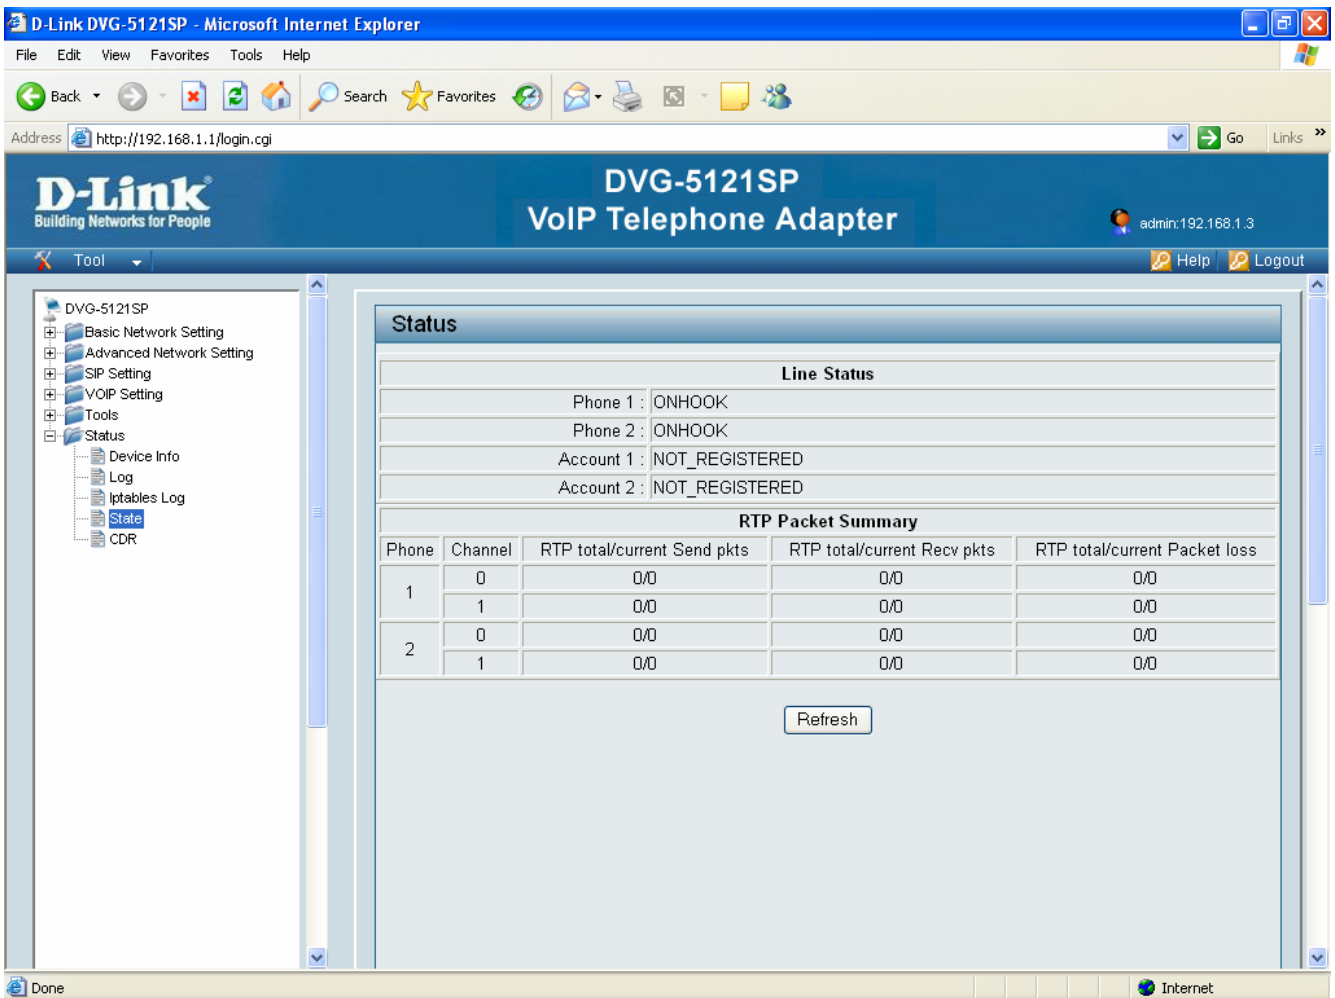 D-Link DVG-5121SP - Microsoft Internet Explorer
File Edit View Favorites Tools Help
Back Search Favorites
Address http://192.168.1.1/login.cgi Go Links »
D-Link®
Building Networks for People
DVG-5121SP
VoIP Telephone Adapter
admin:192.168.1.3
Tool Help Logout
DVG-5121SP
Basic Network Setting
Advanced Network Setting
SIP Setting
VOIP Setting
Tools
Status
Device Info
Log
Iptables Log
State
CDR
Status
Line Status
Phone 1 : ONHOOK
Phone 2 : ONHOOK
Account 1 : NOT_REGISTERED
Account 2 : NOT_REGISTERED
RTP Packet Summary
Phone Channel RTP total/current Send pkts RTP total/current Recv pkts RTP total/current Packet loss
1 0 0/0 0/0 0/0
1 0/0 0/0 0/0
2 0 0/0 0/0 0/0
1 0/0 0/0 0/0
Refresh
Done Internet